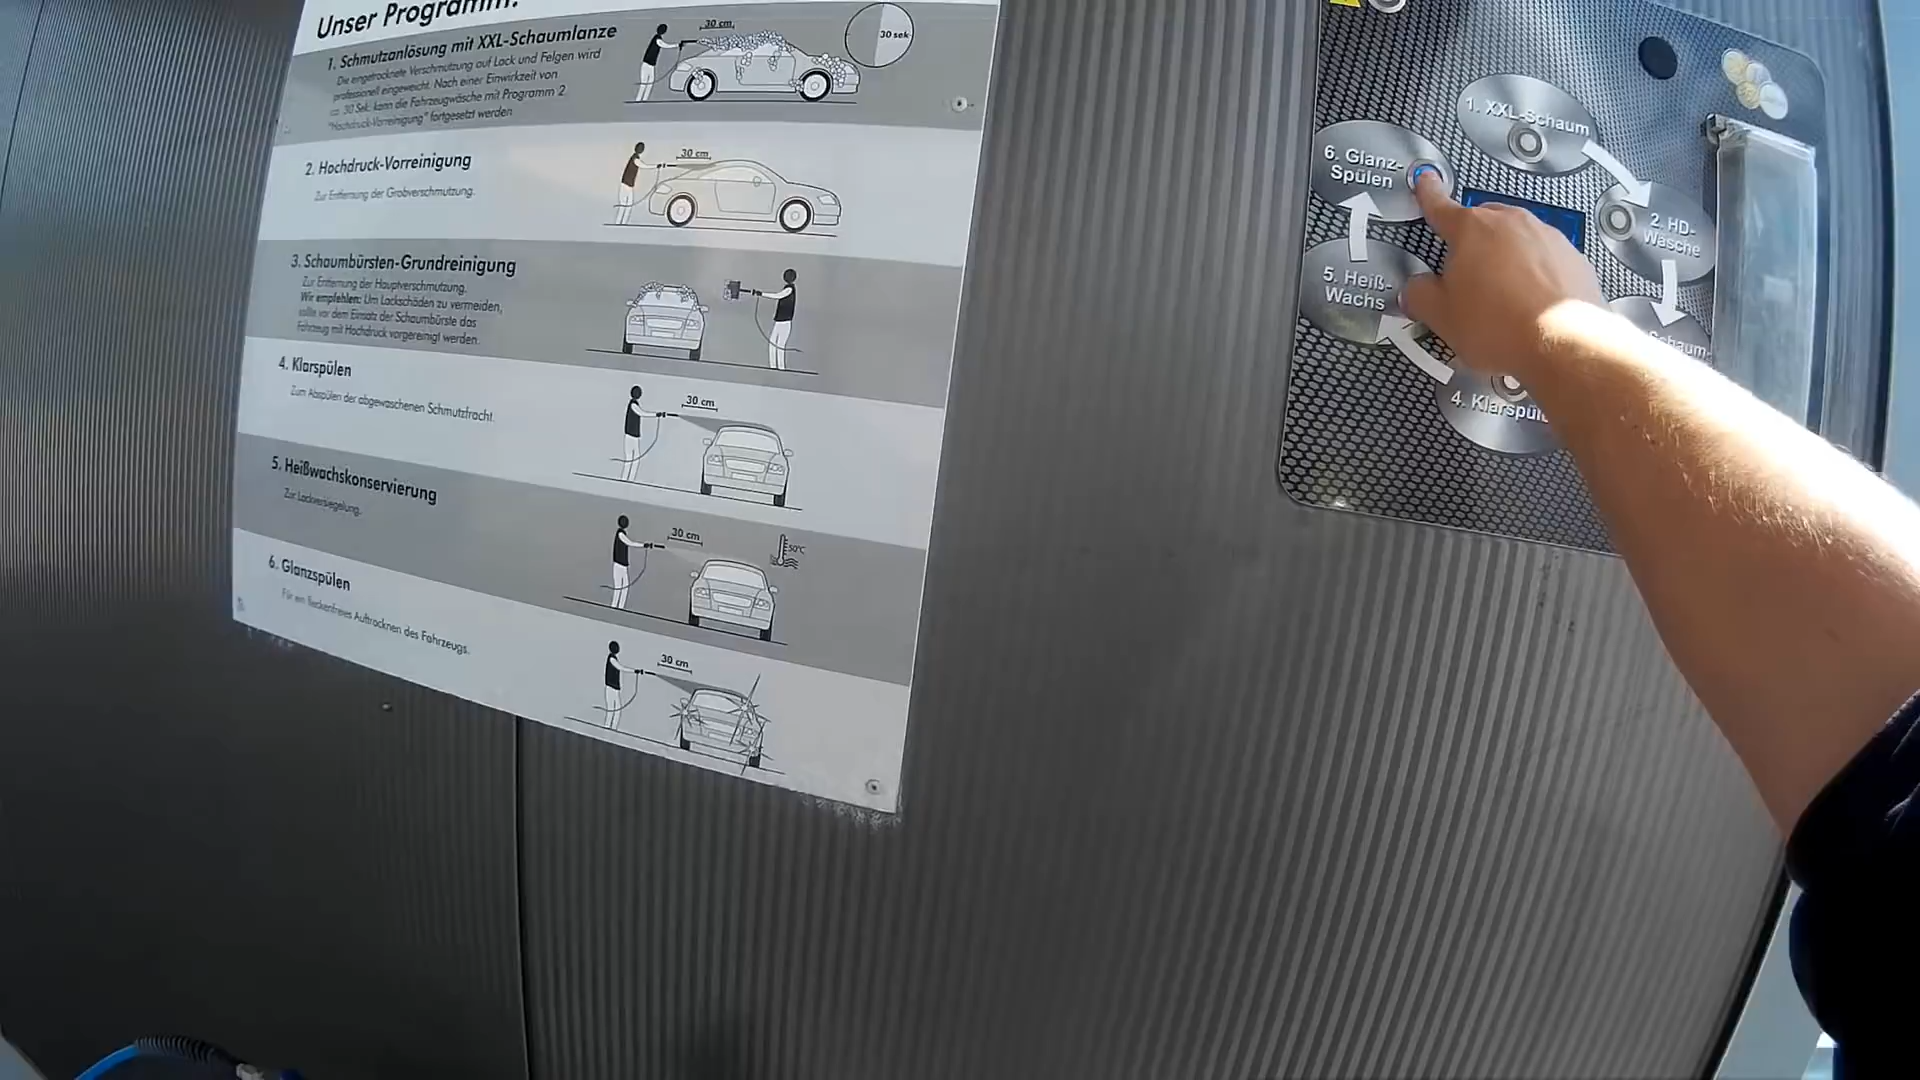 Unser Programm:
1. Schmutzanlösung mit XXL-Schaumlanze
Die eingetrocknete Verschmutzung auf Lack und Felgen wird
professionell eingeweicht. Nach einer Einwirkzeit von
ca. 30 Sek. kann die Fahrzeugwäsche mit Programm 2
"Hochdruck-Vorreinigung" fortgesetzt werden.
30 cm
30 sek
2. Hochdruck-Vorreinigung
Zur Entfernung der Grobverschmutzung.
30 cm
3. Schaumbürsten-Grundreinigung
Zur Entfernung der Hauptverschmutzung.
Wir empfehlen: Um Lackschäden zu vermeiden,
sollte vor dem Einsatz der Schaumbürste das
Fahrzeug mit Hochdruck vorgereinigt werden.
4. Klarspülen
Zum Abspülen der abgewaschenen Schmutzfracht.
30 cm
5. Heißwachskonservierung
Zur Lackversiegelung.
30 cm
50°C
6. Glanzspülen
Für ein fleckenfreies Auftrocknen des Fahrzeugs.
30 cm
1. XXL-Schaum
2. HD-
Wäsche
Schaum-
4. Klarspül
5. Heiß-
Wachs
6. Glanz-
Spülen